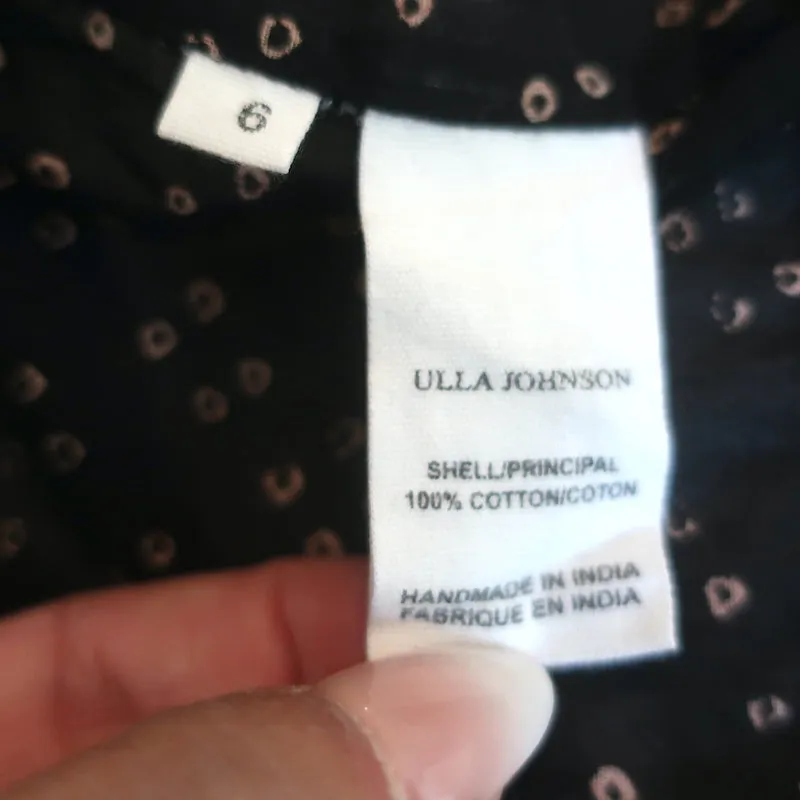 6
ULLA JOHNSON
SHELL/PRINCIPAL
100% COTTON/COTON
HANDMADE IN INDIA
FABRIQUE EN INDIA